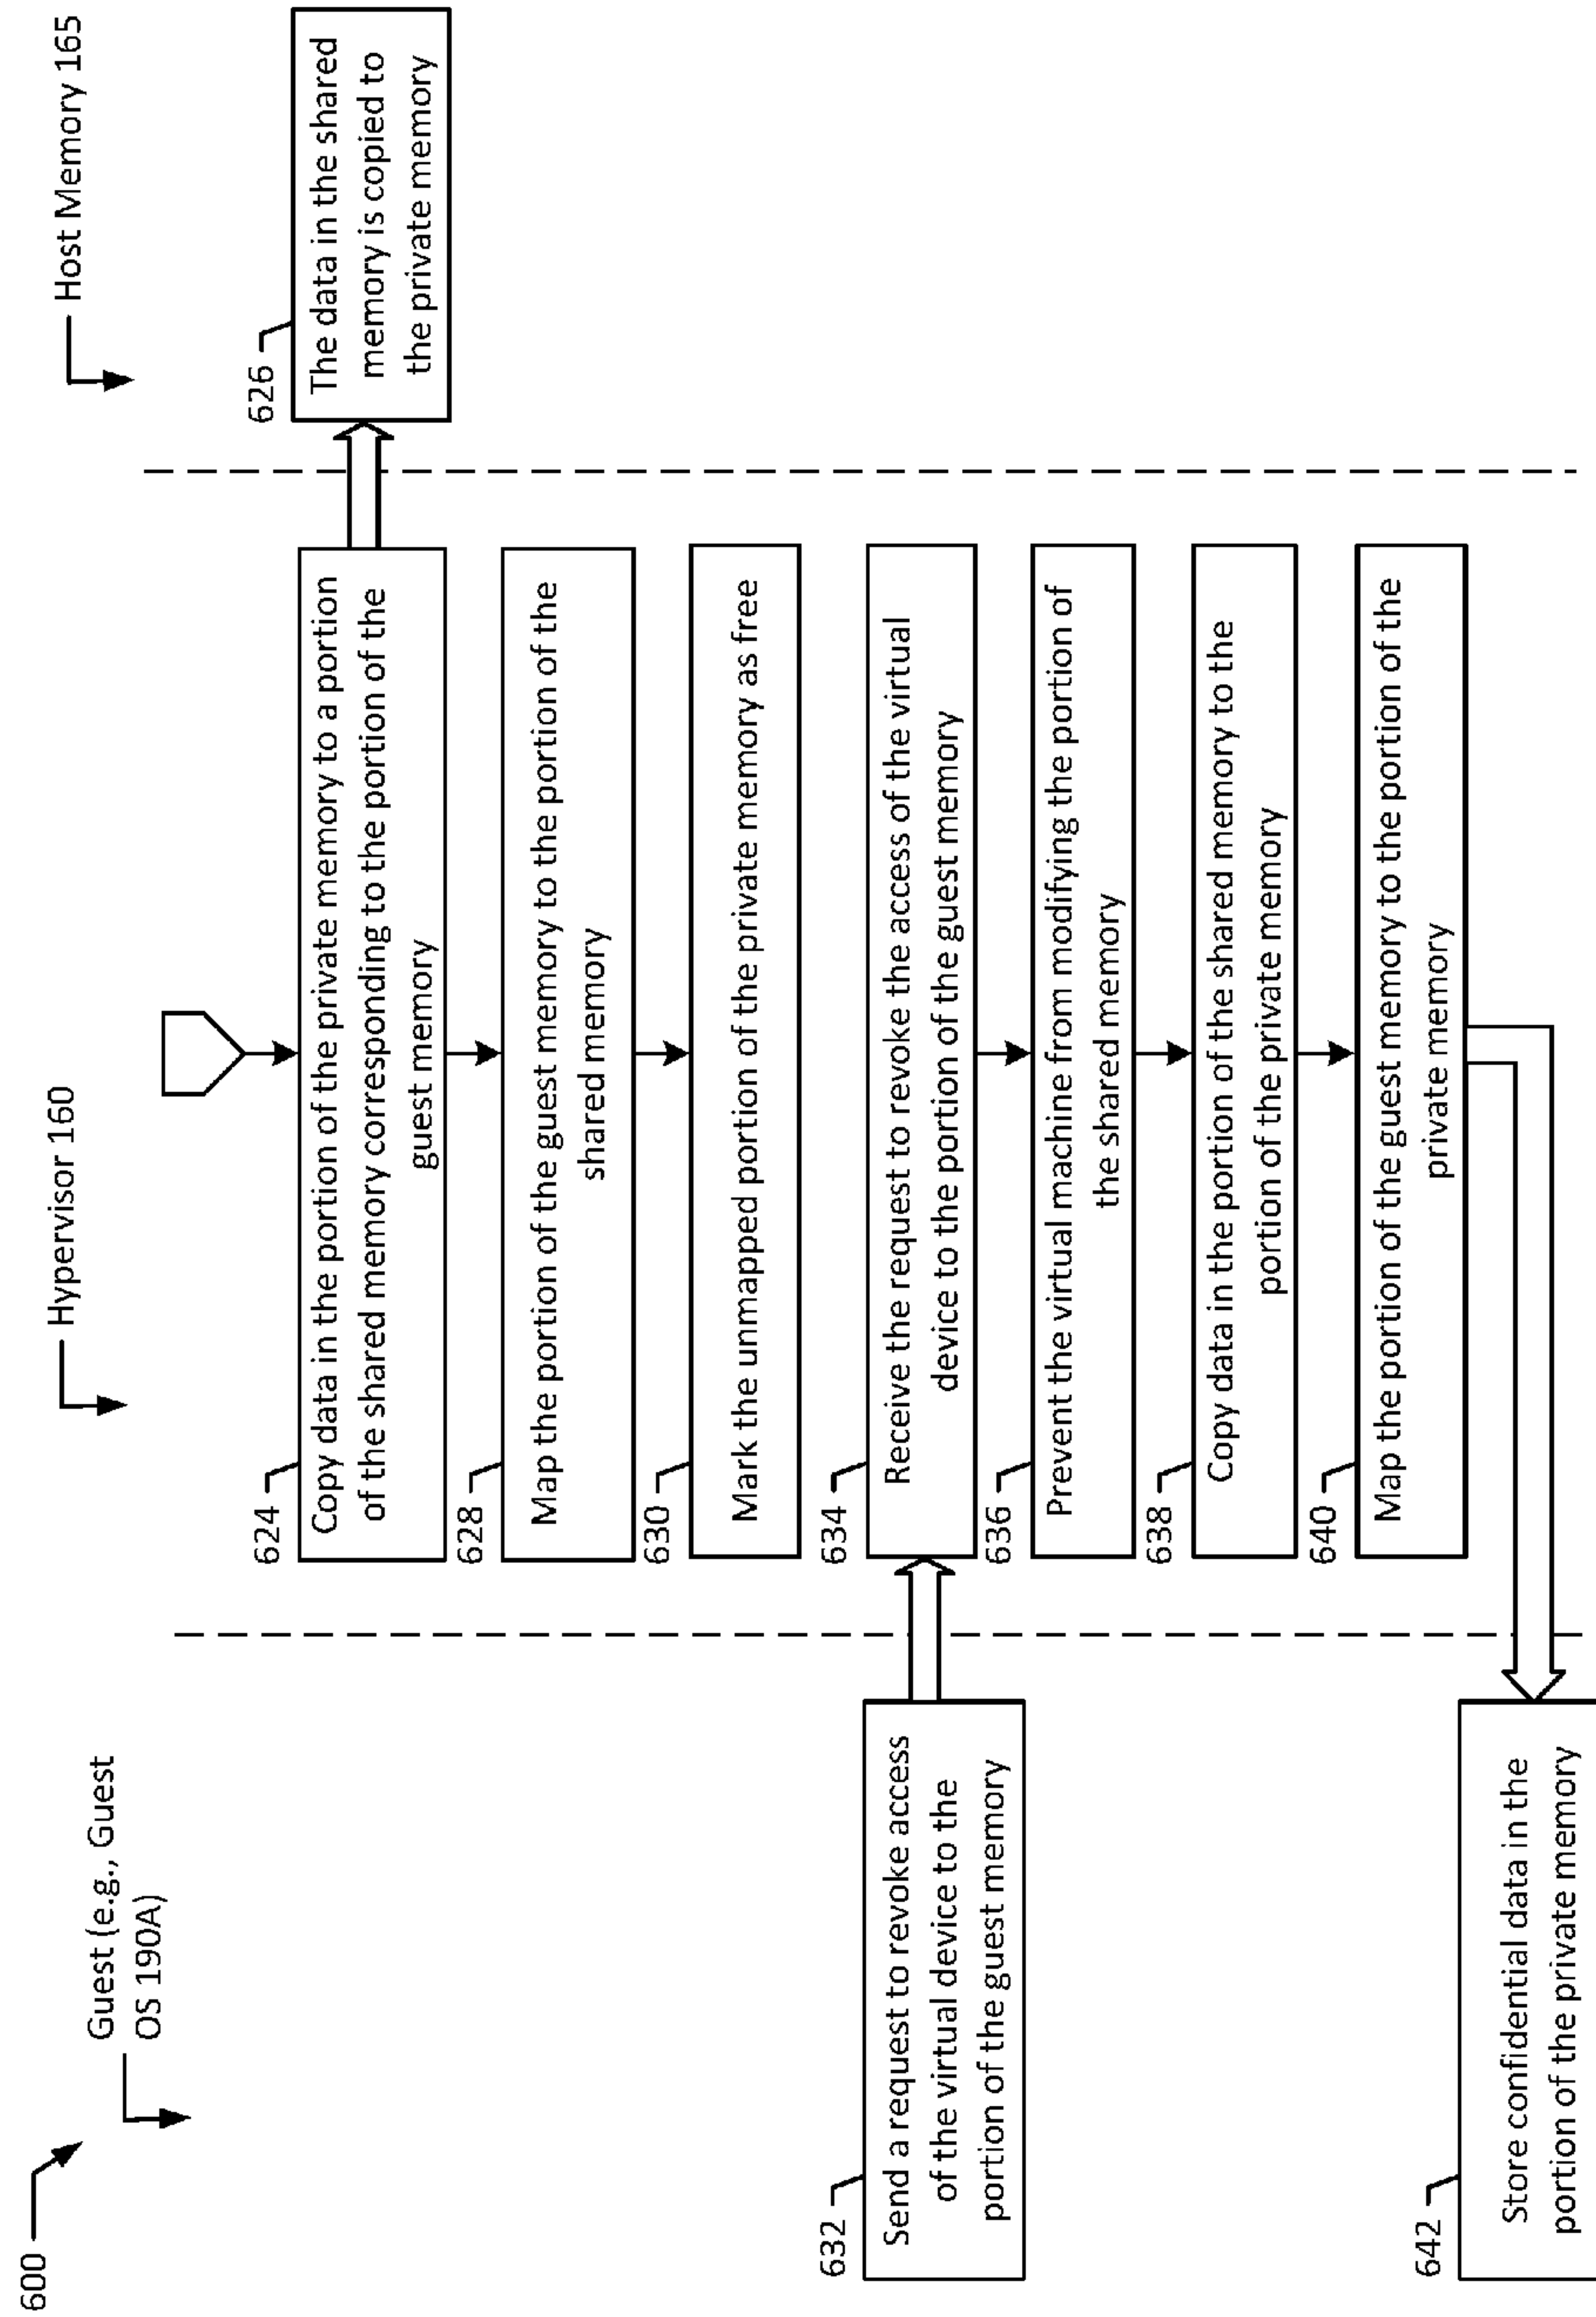 600
Guest (e.g., Guest
OS 190A)
Hypervisor 160
Host Memory 165
624
Copy data in the portion of the private memory to a portion
of the shared memory corresponding to the portion of the
guest memory
626
The data in the shared
memory is copied to
the private memory
628
Map the portion of the guest memory to the portion of the
shared memory
630
Mark the unmapped portion of the private memory as free
632
Send a request to revoke access
of the virtual device to the
portion of the guest memory
634
Receive the request to revoke the access of the virtual
device to the portion of the guest memory
636
Prevent the virtual machine from modifying the portion of
the shared memory
638
Copy data in the portion of the shared memory to the
portion of the private memory
640
Map the portion of the guest memory to the portion of the
private memory
642
Store confidential data in the
portion of the private memory